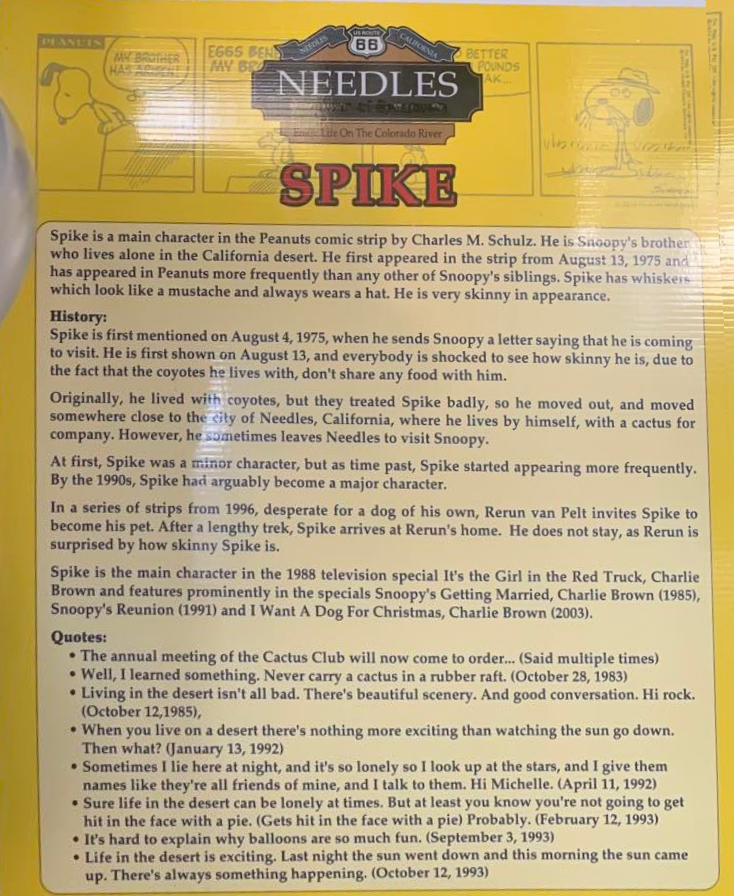 PEANUTS
MY BROTHER
HAS
EGGS BEN
MY BRO
BETTER
POUNDS
US ROUTE
66
NEEDLES
CALIFORNIA
NEEDLES
Enjoy Life On The Colorado River
SPIKE
Spike is a main character in the Peanuts comic strip by Charles M. Schulz. He is Snoopy's brother
who lives alone in the California desert. He first appeared in the strip from August 13, 1975 and
has appeared in Peanuts more frequently than any other of Snoopy's siblings. Spike has whiskers
which look like a mustache and always wears a hat. He is very skinny in appearance.
History:
Spike is first mentioned on August 4, 1975, when he sends Snoopy a letter saying that he is coming
to visit. He is first shown on August 13, and everybody is shocked to see how skinny he is, due to
the fact that the coyotes he lives with, don't share any food with him.
Originally, he lived with coyotes, but they treated Spike badly, so he moved out, and moved
somewhere close to the city of Needles, California, where he lives by himself, with a cactus for
company. However, he sometimes leaves Needles to visit Snoopy.
At first, Spike was a minor character, but as time past, Spike started appearing more frequently.
By the 1990s, Spike had arguably become a major character.
In a series of strips from 1996, desperate for a dog of his own, Rerun van Pelt invites Spike to
become his pet. After a lengthy trek, Spike arrives at Rerun's home. He does not stay, as Rerun is
surprised by how skinny Spike is.
Spike is the main character in the 1988 television special It's the Girl in the Red Truck, Charlie
Brown and features prominently in the specials Snoopy's Getting Married, Charlie Brown (1985),
Snoopy's Reunion (1991) and I Want A Dog For Christmas, Charlie Brown (2003).
Quotes:
• The annual meeting of the Cactus Club will now come to order... (Said multiple times)
• Well, I learned something. Never carry a cactus in a rubber raft. (October 28, 1983)
• Living in the desert isn't all bad. There's beautiful scenery. And good conversation. Hi rock.
(October 12,1985),
• When you live on a desert there's nothing more exciting than watching the sun go down.
Then what? (January 13, 1992)
• Sometimes I lie here at night, and it's so lonely so I look up at the stars, and I give them
names like they're all friends of mine, and I talk to them. Hi Michelle. (April 11, 1992)
• Sure life in the desert can be lonely at times. But at least you know you're not going to get
hit in the face with a pie. (Gets hit in the face with a pie) Probably. (February 12, 1993)
• It's hard to explain why balloons are so much fun. (September 3, 1993)
• Life in the desert is exciting. Last night the sun went down and this morning the sun came
up. There's always something happening. (October 12, 1993)